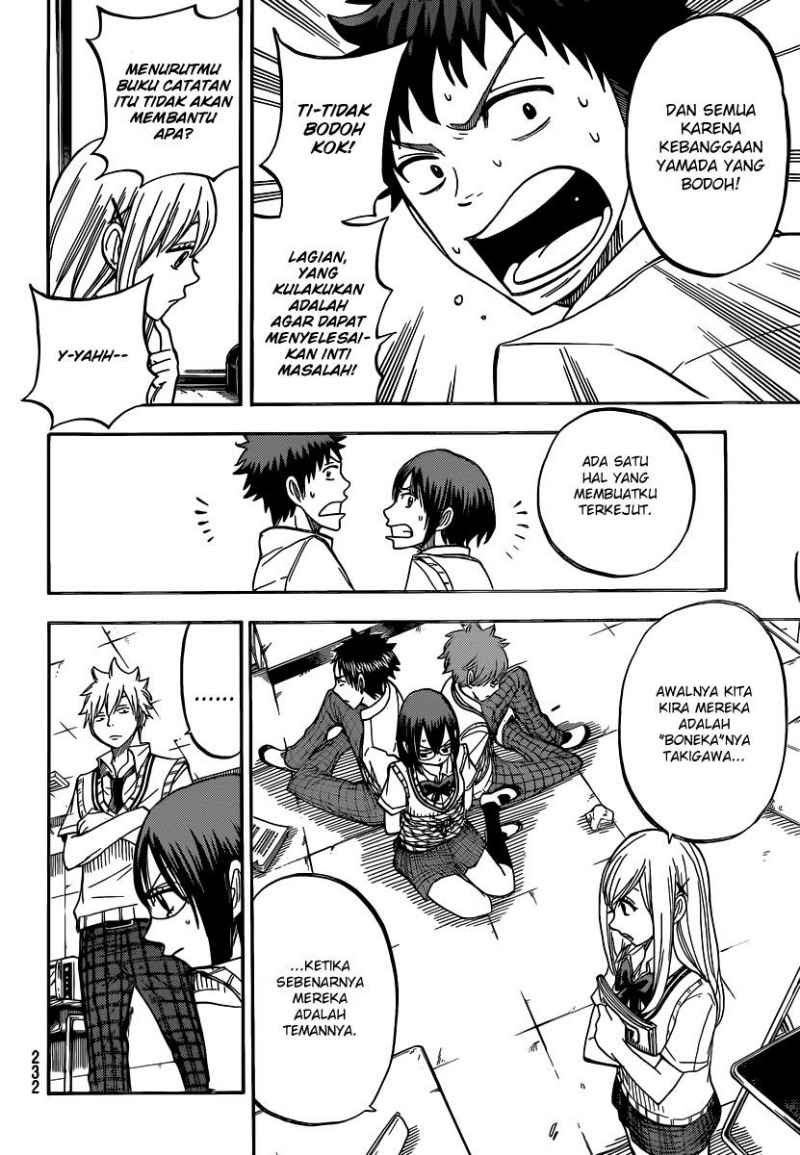 DAN SEMUA
KARENA
KEBANGGAAN
YAMADA YANG
BODOH!
TI-TIDAK
BODOH
KOK!
LAGIAN,
YANG
KULAKUKAN
ADALAH
AGAR DAPAT
MENYELESAI-
KAN INTI
MASALAH!
MENURUTMU
BUKU CATATAN
ITU TIDAK AKAN
MEMBANTU
APA?
Y-YAHH--
ADA SATU
HAL YANG
MEMBUATKU
TERKEJUT.
AWALNYA KITA
KIRA MEREKA
ADALAH
"BONEKA"NYA
TAKIGAWA...
...KETIKA
SEBENARNYA
MEREKA
ADALAH
TEMANNYA.
......
232